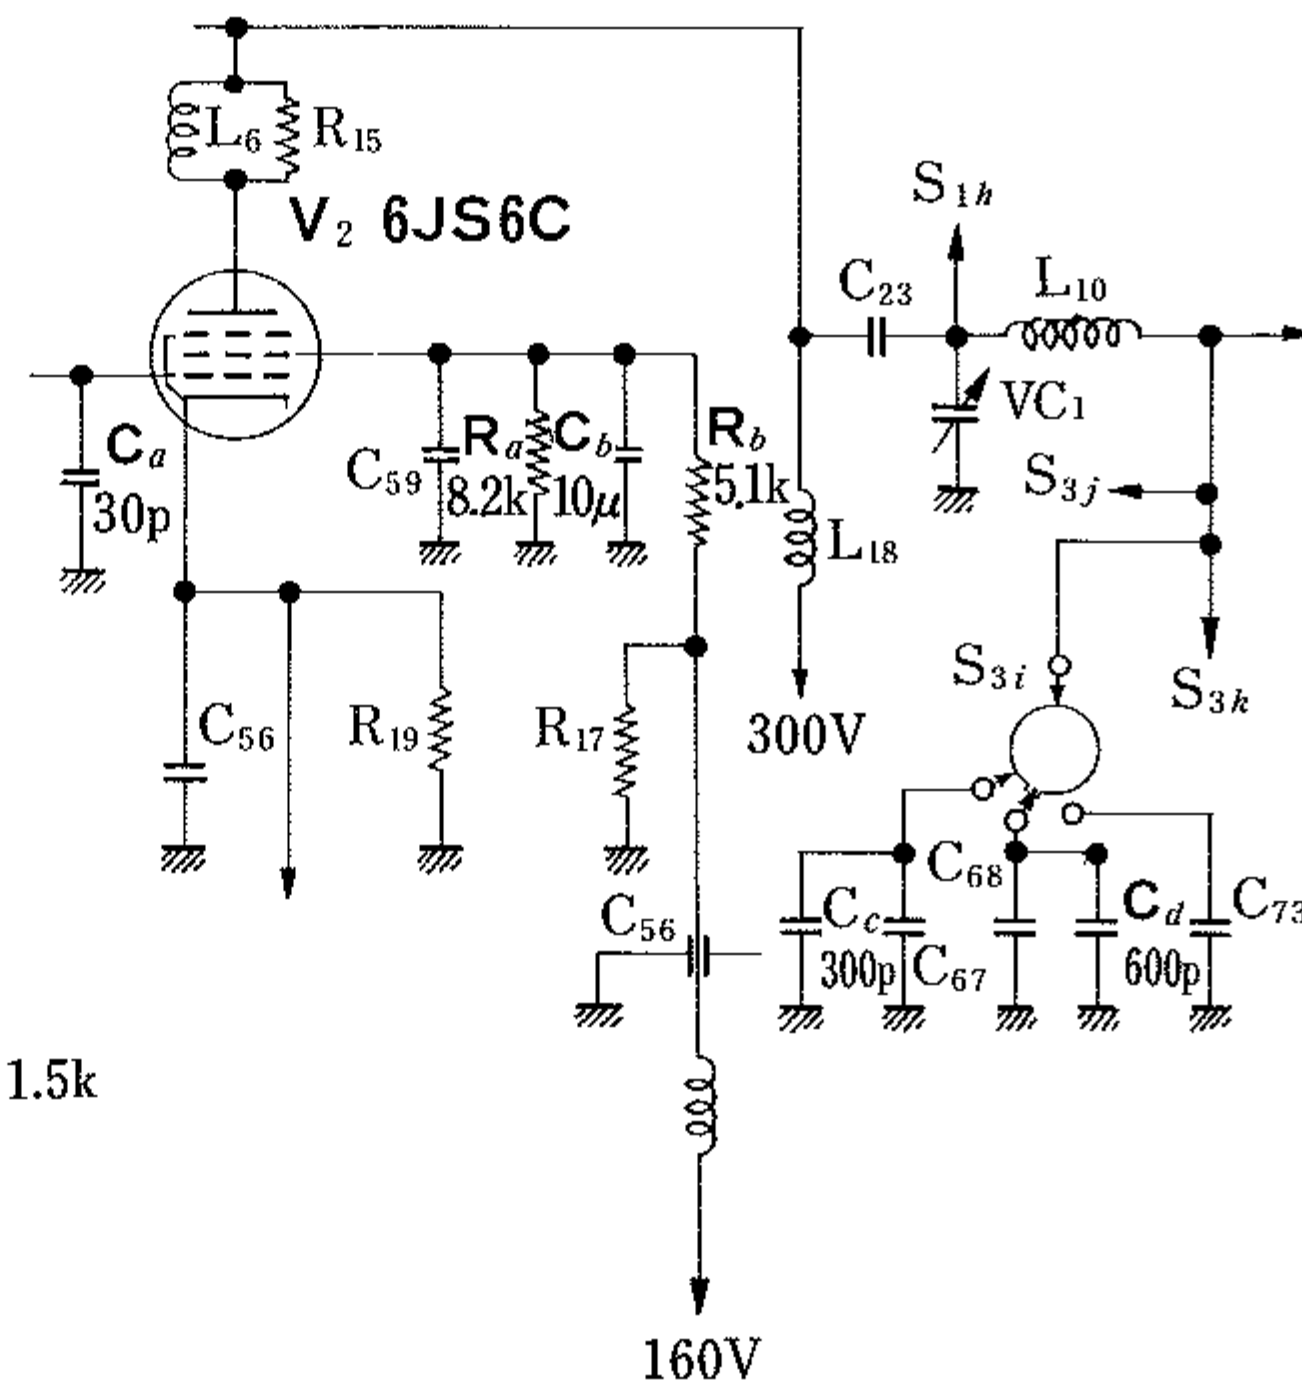 L6 R15
V2 6JS6C
S1h
C23
L10
VC1
Ca
30p
C59
Ra
8.2k
Cb
10μ
Rb
5.1k
L18
S3j
C56
R19
R17
300V
S3i
S3k
C56
C68
Cc
300p
C67
Cd
600p
C73
1.5k
160V